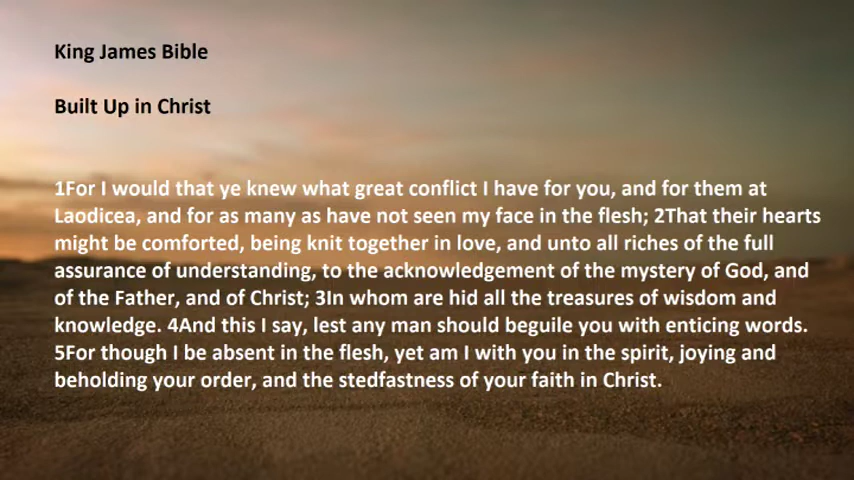 King James Bible
Built Up in Christ
1For I would that ye knew what great conflict I have for you, and for them at
Laodicea, and for as many as have not seen my face in the flesh; 2That their hearts
might be comforted, being knit together in love, and unto all riches of the full
assurance of understanding, to the acknowledgement of the mystery of God, and
of the Father, and of Christ; 3In whom are hid all the treasures of wisdom and
knowledge. 4And this I say, lest any man should beguile you with enticing words.
5For though I be absent in the flesh, yet am I with you in the spirit, joying and
beholding your order, and the stedfastness of your faith in Christ.